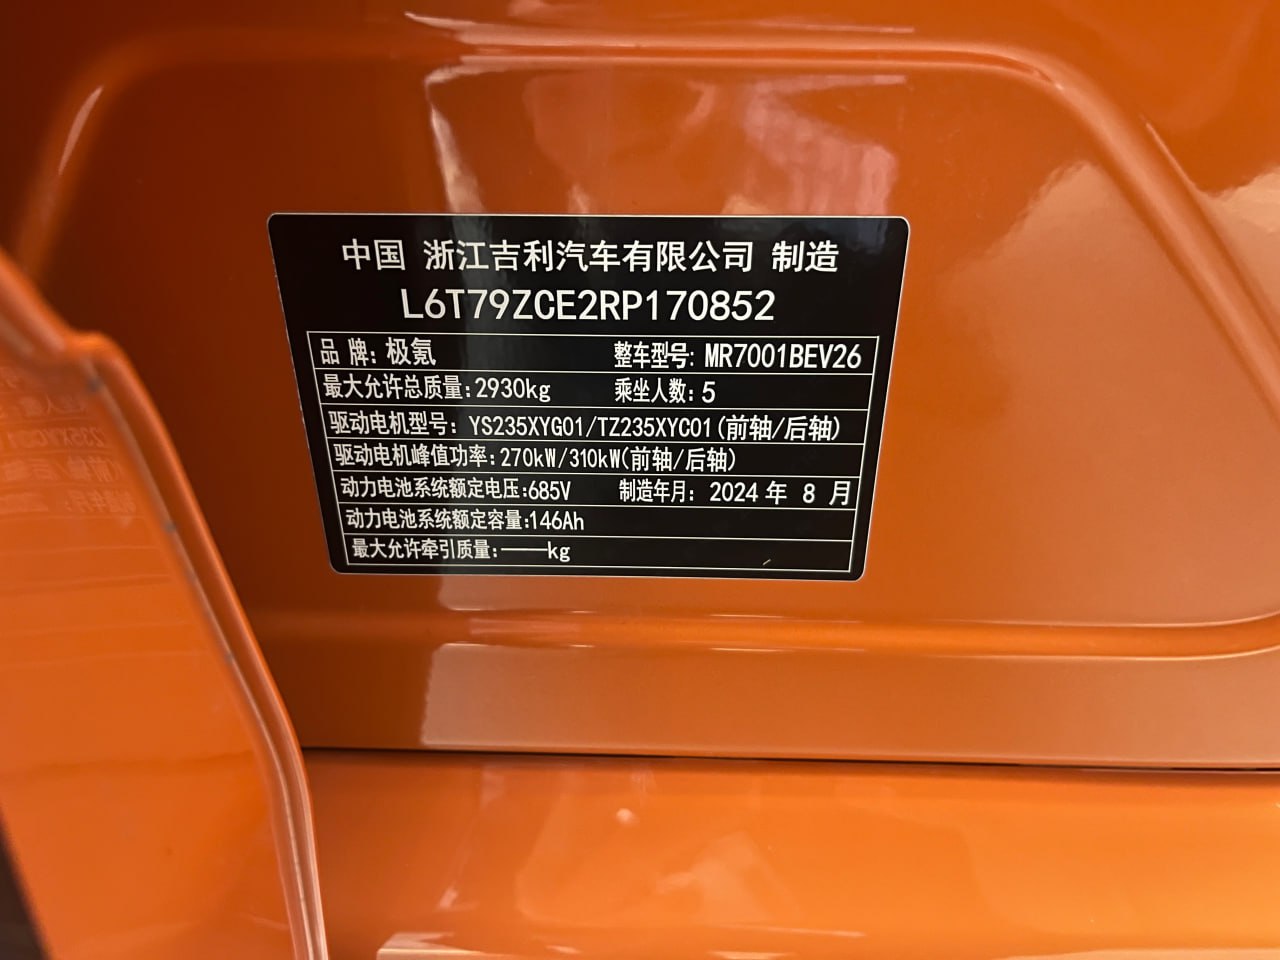 中国 浙江吉利汽车有限公司 制造
L6T79ZCE2RP170852
品 牌: 极氪 整车型号: MR7001BEV26
最大允许总质量:2930kg 乘坐人数: 5
驱动电机型号: YS235XYG01/TZ235XYC01(前轴/后轴)
驱动电机峰值功率:270kW/310kW(前轴/后轴)
动力电池系统额定电压:685V 制造年月: 2024 年 8 月
动力电池系统额定容量:146Ah
最大允许牵引质量:——kg